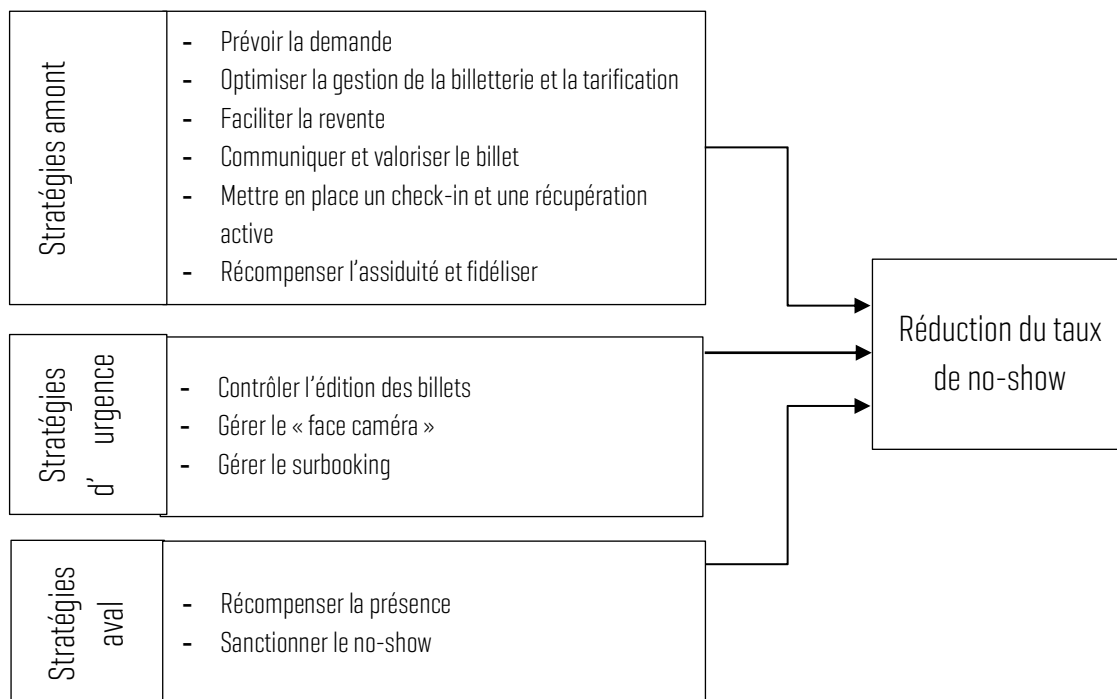 Stratégies amont
- Prévoir la demande
- Optimiser la gestion de la billetterie et la tarification
- Faciliter la revente
- Communiquer et valoriser le billet
- Mettre en place un check-in et une récupération
active
- Récompenser l’assiduité et fidéliser
Stratégies
d’ urgence
- Contrôler l’édition des billets
- Gérer le « face caméra »
- Gérer le surbooking
Stratégies
aval
- Récompenser la présence
- Sanctionner le no-show
Réduction du taux
de no-show